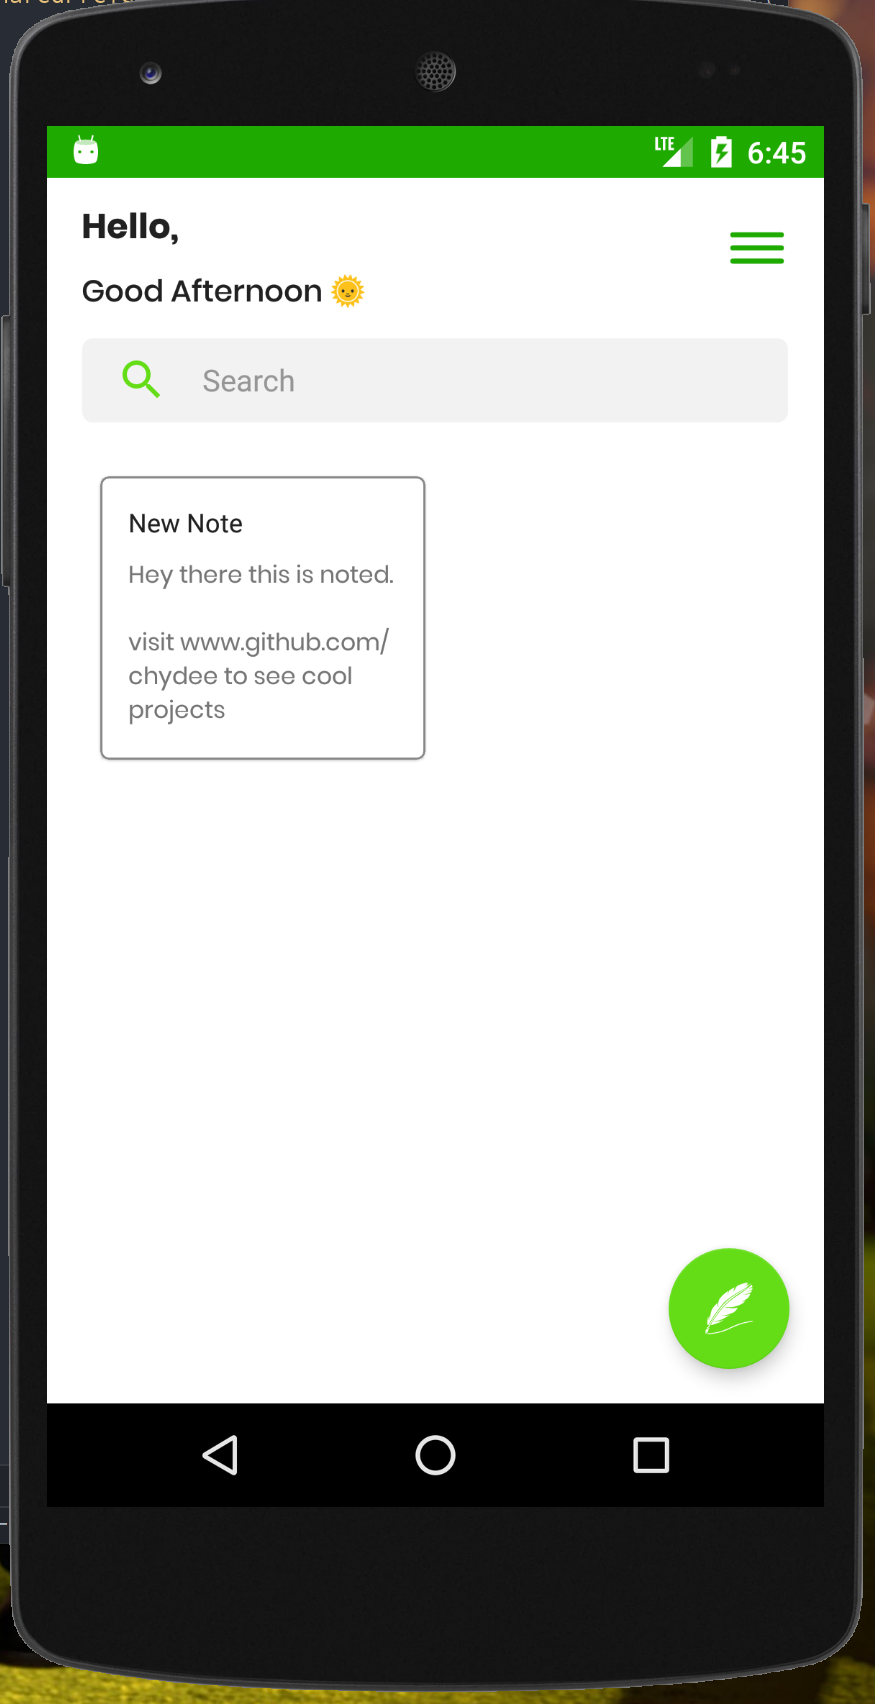 LTE 6:45
Hello,
Good Afternoon 🌞
Search
New Note
Hey there this is noted.
visit www.github.com/
chydee to see cool
projects